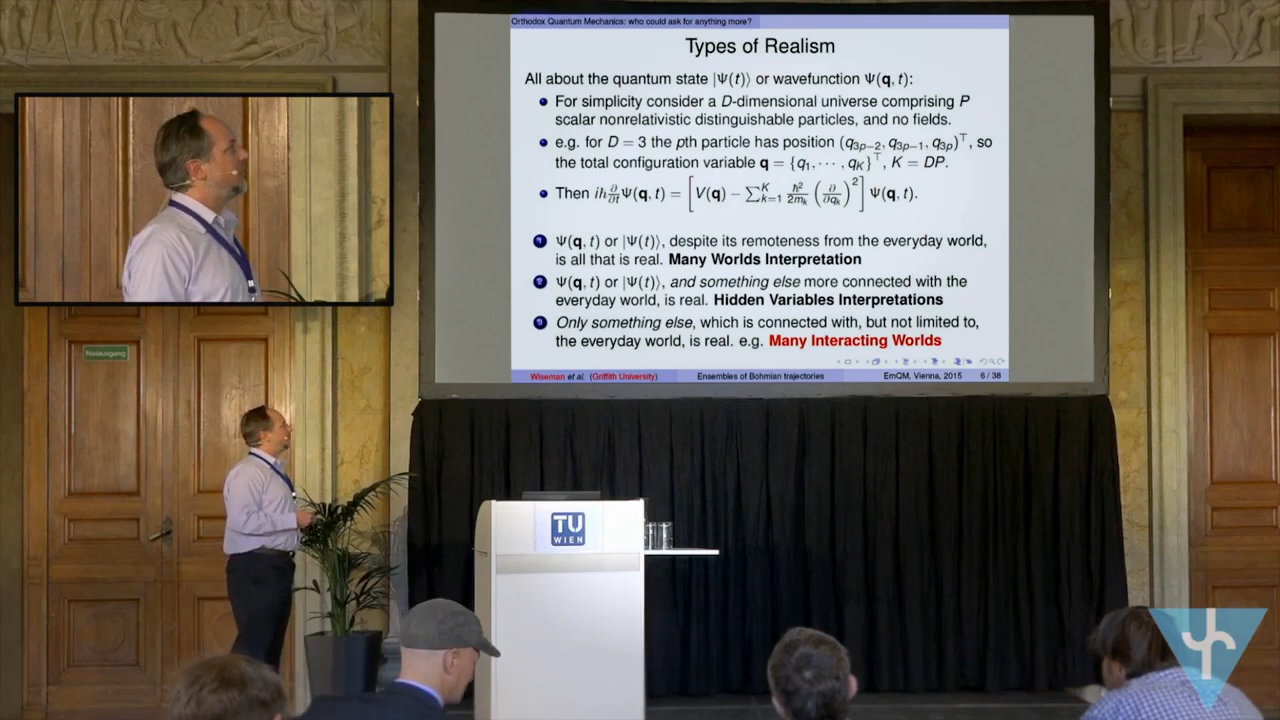 Orthodox Quantum Mechanics: who could ask for anything more?
Types of Realism
All about the quantum state |Ψ(t)⟩ or wavefunction Ψ(q, t):
For simplicity consider a D-dimensional universe comprising P
scalar nonrelativistic distinguishable particles, and no fields.
e.g. for D = 3 the pth particle has position (q₃ₚ₋₂, q₃ₚ₋₁, q₃ₚ)⊤, so
the total configuration variable q = {q₁, ⋯ , q_K}⊤, K = DP.
Then iħ ∂/∂t Ψ(q, t) = [V(q) − ∑ᴷₖ₌₁ ħ²/2mₖ (∂/∂qₖ)²] Ψ(q, t).
1 Ψ(q, t) or |Ψ(t)⟩, despite its remoteness from the everyday world,
is all that is real. Many Worlds Interpretation
2 Ψ(q, t) or |Ψ(t)⟩, and something else more connected with the
everyday world, is real. Hidden Variables Interpretations
3 Only something else, which is connected with, but not limited to,
the everyday world, is real. e.g. Many Interacting Worlds
Wiseman et al. (Griffith University) Ensembles of Bohmian trajectories EmQM, Vienna, 2015 6 / 38
Notausgang
TU
WIEN